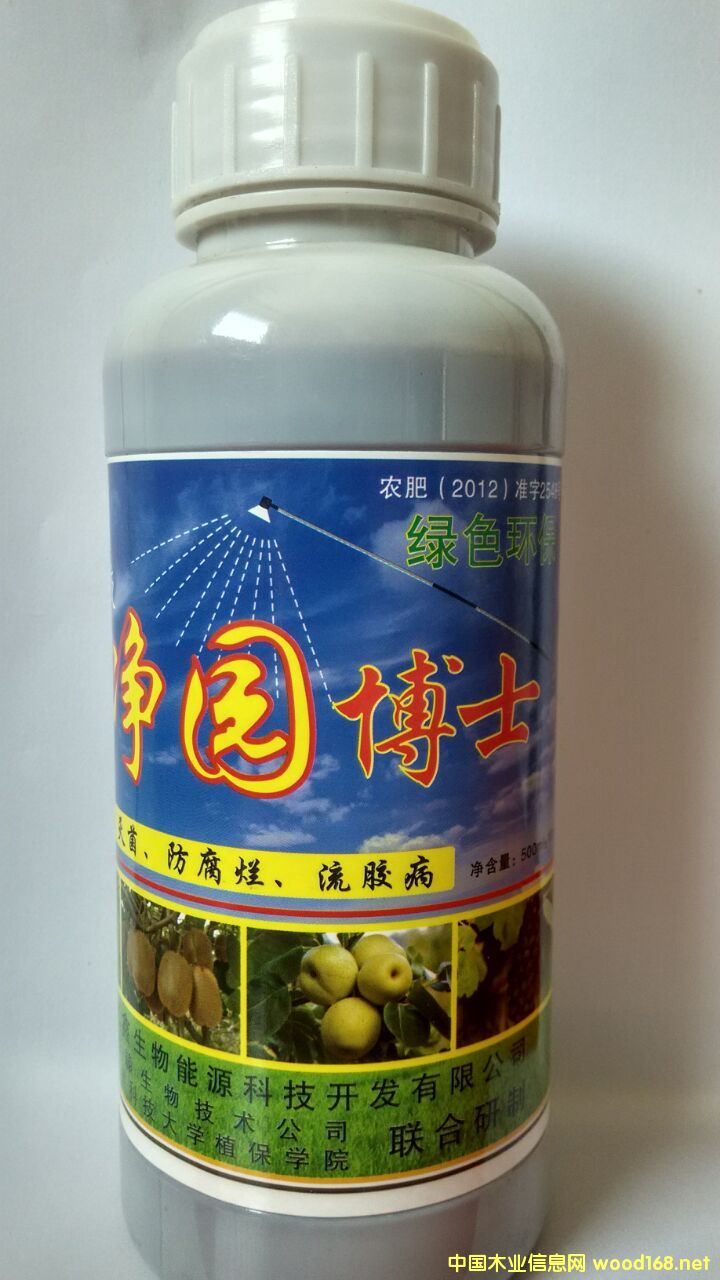 农肥（2012）准字254
绿色环保
净园博士
灭菌、防腐烂、流胶病
净含量：500m
生物能源科技开发有限公司
生物技术公司
科技大学植保学院
联合研制
中国木业信息网 wood168.net